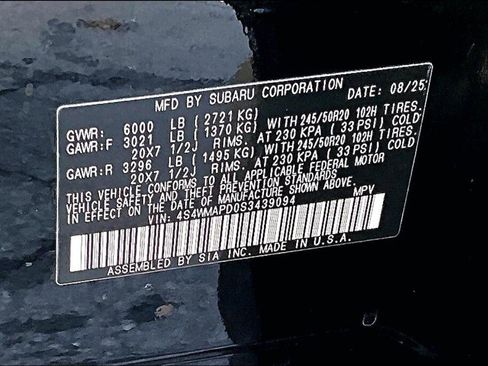 MFD BY SUBARU CORPORATION DATE: 08/25
GVWR: 6000 LB ( 2721 KG)
GAWR:F 3021 LB ( 1370 KG) WITH 245/50R20 102H TIRES.
20X7 1/2J RIMS. AT 230 KPA ( 33 PSI) COLD
GAWR:R 3296 LB ( 1495 KG) WITH 245/50R20 102H TIRES.
20X7 1/2J RIMS. AT 230 KPA ( 33 PSI) COLD
THIS VEHICLE CONFORMS TO ALL APPLICABLE FEDERAL MOTOR
VEHICLE SAFETY AND THEFT PREVENTION STANDARDS
IN EFFECT ON THE DATE OF MANUFACTURE SHOWN ABOVE.
VIN: 4S4WMAPD0S3439094 MPV
ASSEMBLED BY SIA INC. MADE IN U.S.A.